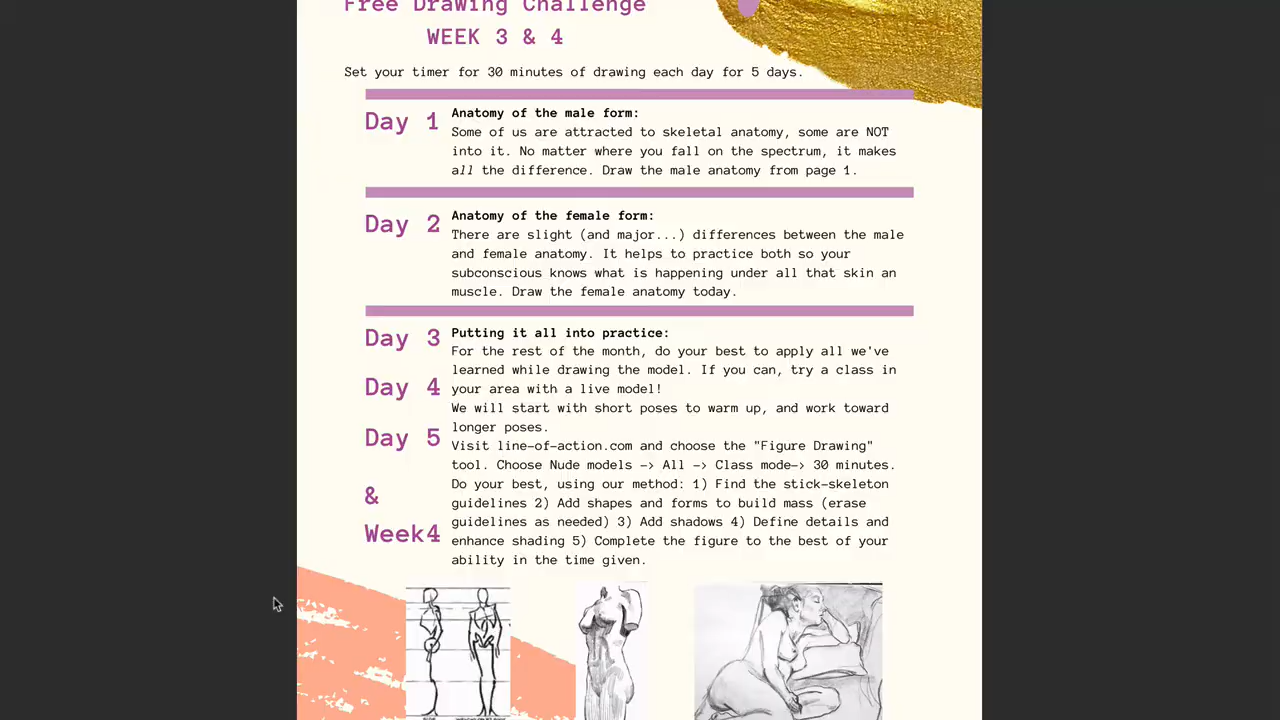 Free Drawing Challenge
WEEK 3 & 4
Set your timer for 30 minutes of drawing each day for 5 days.
Day 1
Anatomy of the male form:
Some of us are attracted to skeletal anatomy, some are NOT
into it. No matter where you fall on the spectrum, it makes
all the difference. Draw the male anatomy from page 1.
Day 2
Anatomy of the female form:
There are slight (and major...) differences between the male
and female anatomy. It helps to practice both so your
subconscious knows what is happening under all that skin an
muscle. Draw the female anatomy today.
Day 3
Day 4
Day 5
&
Week4
Putting it all into practice:
For the rest of the month, do your best to apply all we've
learned while drawing the model. If you can, try a class in
your area with a live model!
We will start with short poses to warm up, and work toward
longer poses.
Visit line-of-action.com and choose the "Figure Drawing"
tool. Choose Nude models -> All -> Class mode-> 30 minutes.
Do your best, using our method: 1) Find the stick-skeleton
guidelines 2) Add shapes and forms to build mass (erase
guidelines as needed) 3) Add shadows 4) Define details and
enhance shading 5) Complete the figure to the best of your
ability in the time given.